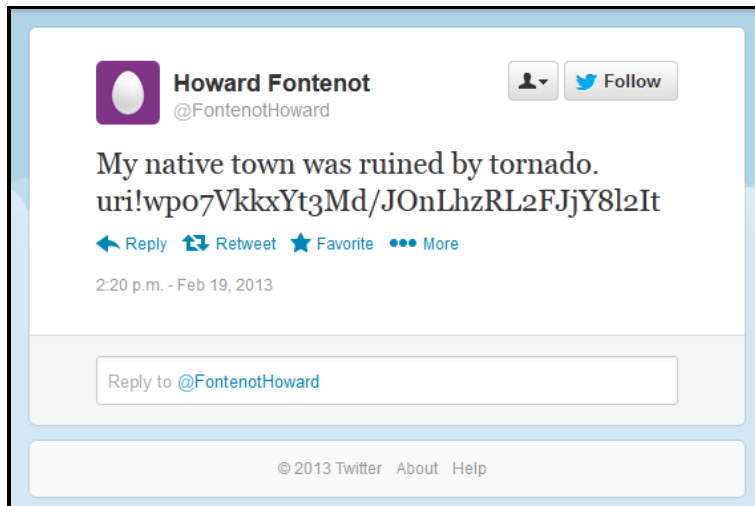 Howard Fontenot
@FontenotHoward
Follow
My native town was ruined by tornado.
uri!wp07VkkxYt3Md/JOnLhzRL2FJjY8l2It
Reply Retweet Favorite More
2:20 p.m. - Feb 19, 2013
Reply to @FontenotHoward
© 2013 Twitter About Help